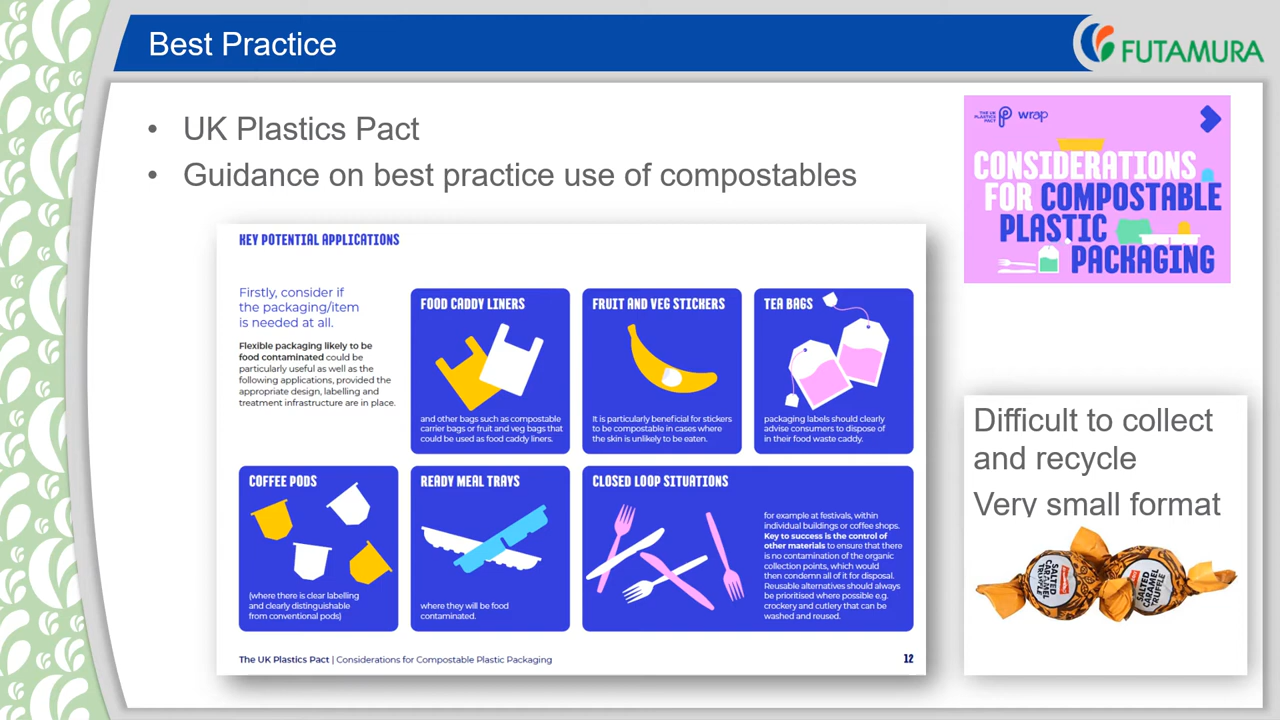 Best Practice
FUTAMURA
• UK Plastics Pact
• Guidance on best practice use of compostables
THE UK
PLASTICS
PACT
wrap
CONSIDERATIONS
FOR COMPOSTABLE
PLASTIC
PACKAGING
KEY POTENTIAL APPLICATIONS
Firstly, consider if
the packaging/item
is needed at all.
Flexible packaging likely to be
food contaminated could be
particularly useful as well as the
following applications, provided the
appropriate design, labelling and
treatment infrastructure are in place.
FOOD CADDY LINERS
and other bags such as compostable
carrier bags or fruit and veg bags that
could be used as food caddy liners.
FRUIT AND VEG STICKERS
It is particularly beneficial for stickers
to be compostable in cases where
the skin is unlikely to be eaten.
TEA BAGS
packaging labels should clearly
advise consumers to dispose of
in their food waste caddy.
COFFEE PODS
(where there is clear labelling
and clearly distinguishable
from conventional pods)
READY MEAL TRAYS
where they will be food
contaminated.
CLOSED LOOP SITUATIONS
for example at festivals, within
individual buildings or coffee shops.
Key to success is the control of
other materials to ensure that there
is no contamination of the organic
collection points, which would
then condemn all of it for disposal.
Reusable alternatives should always
be prioritised where possible e.g.
crockery and cutlery that can be
washed and reused.
The UK Plastics Pact | Considerations for Compostable Plastic Packaging
12
Difficult to collect
and recycle
Very small format
SALTED
CARAMEL
TRUFFLE
SALTED
CARAMEL
TRUFFLE